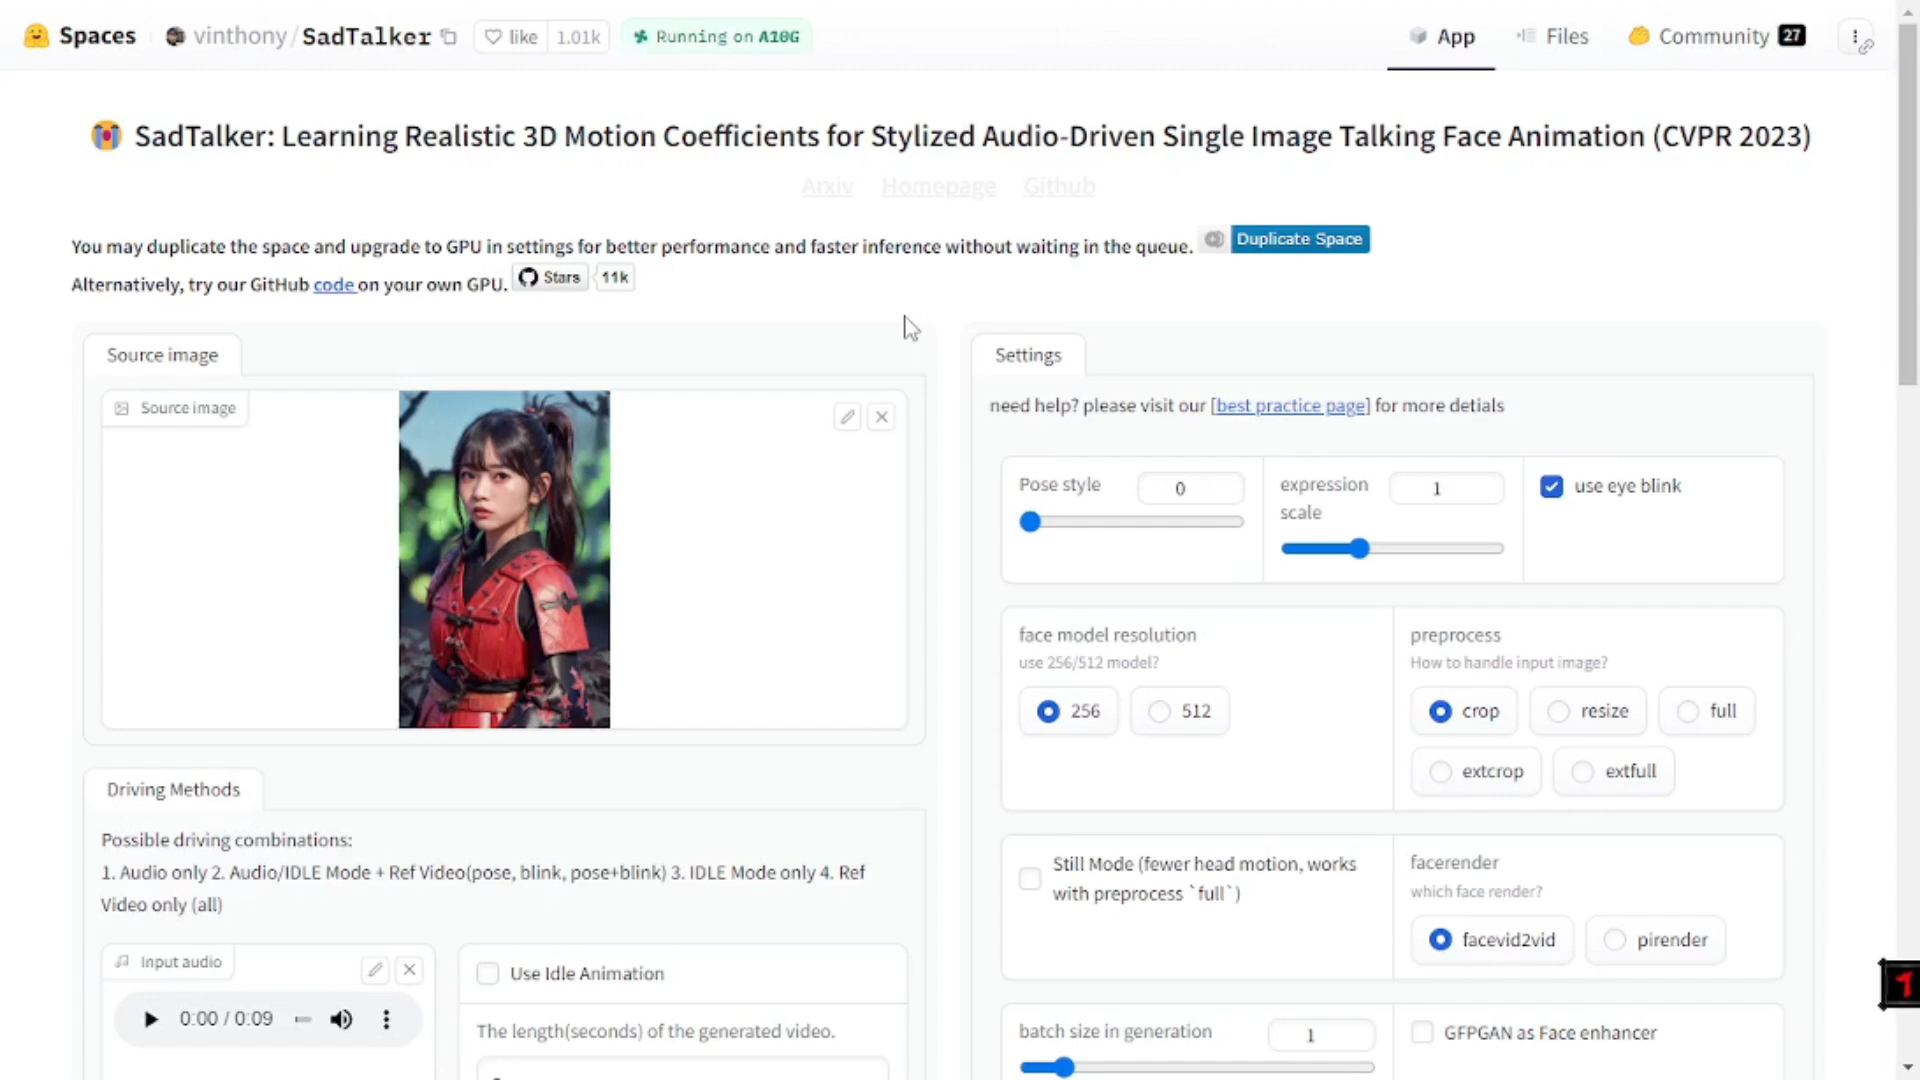 Spaces vinthony/SadTalker like 1.01k Running on A10G App Files Community 27
SadTalker: Learning Realistic 3D Motion Coefficients for Stylized Audio-Driven Single Image Talking Face Animation (CVPR 2023)
Arxiv Homepage Github
You may duplicate the space and upgrade to GPU in settings for better performance and faster inference without waiting in the queue. Duplicate Space
Alternatively, try our GitHub code on your own GPU. Stars 11k
Source image
Source image
Driving Methods
Possible driving combinations:
1. Audio only 2. Audio/IDLE Mode + Ref Video(pose, blink, pose+blink) 3. IDLE Mode only 4. Ref
Video only (all)
Input audio
0:00 / 0:09
Use Idle Animation
The length(seconds) of the generated video.
Settings
need help? please visit our [best practice page] for more detials
Pose style 0
expression 1
scale
use eye blink
face model resolution
use 256/512 model?
256 512
preprocess
How to handle input image?
crop resize full
extcrop extfull
Still Mode (fewer head motion, works
with preprocess `full`)
facerender
which face render?
facevid2vid pirender
batch size in generation 1
GFPGAN as Face enhancer
1